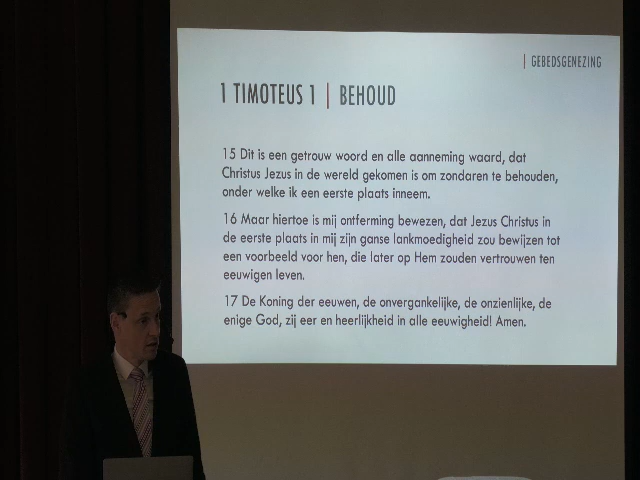 | GEBEDSGENEZING
1 TIMOTEUS 1 | BEHOUD
15 Dit is een getrouw woord en alle aanneming waard, dat
Christus Jezus in de wereld gekomen is om zondaren te behouden,
onder welke ik een eerste plaats inneem.
16 Maar hiertoe is mij ontferming bewezen, dat Jezus Christus in
de eerste plaats in mij zijn ganse lankmoedigheid zou bewijzen tot
een voorbeeld voor hen, die later op Hem zouden vertrouwen ten
eeuwigen leven.
17 De Koning der eeuwen, de onvergankelijke, de onzienlijke, de
enige God, zij eer en heerlijkheid in alle eeuwigheid! Amen.